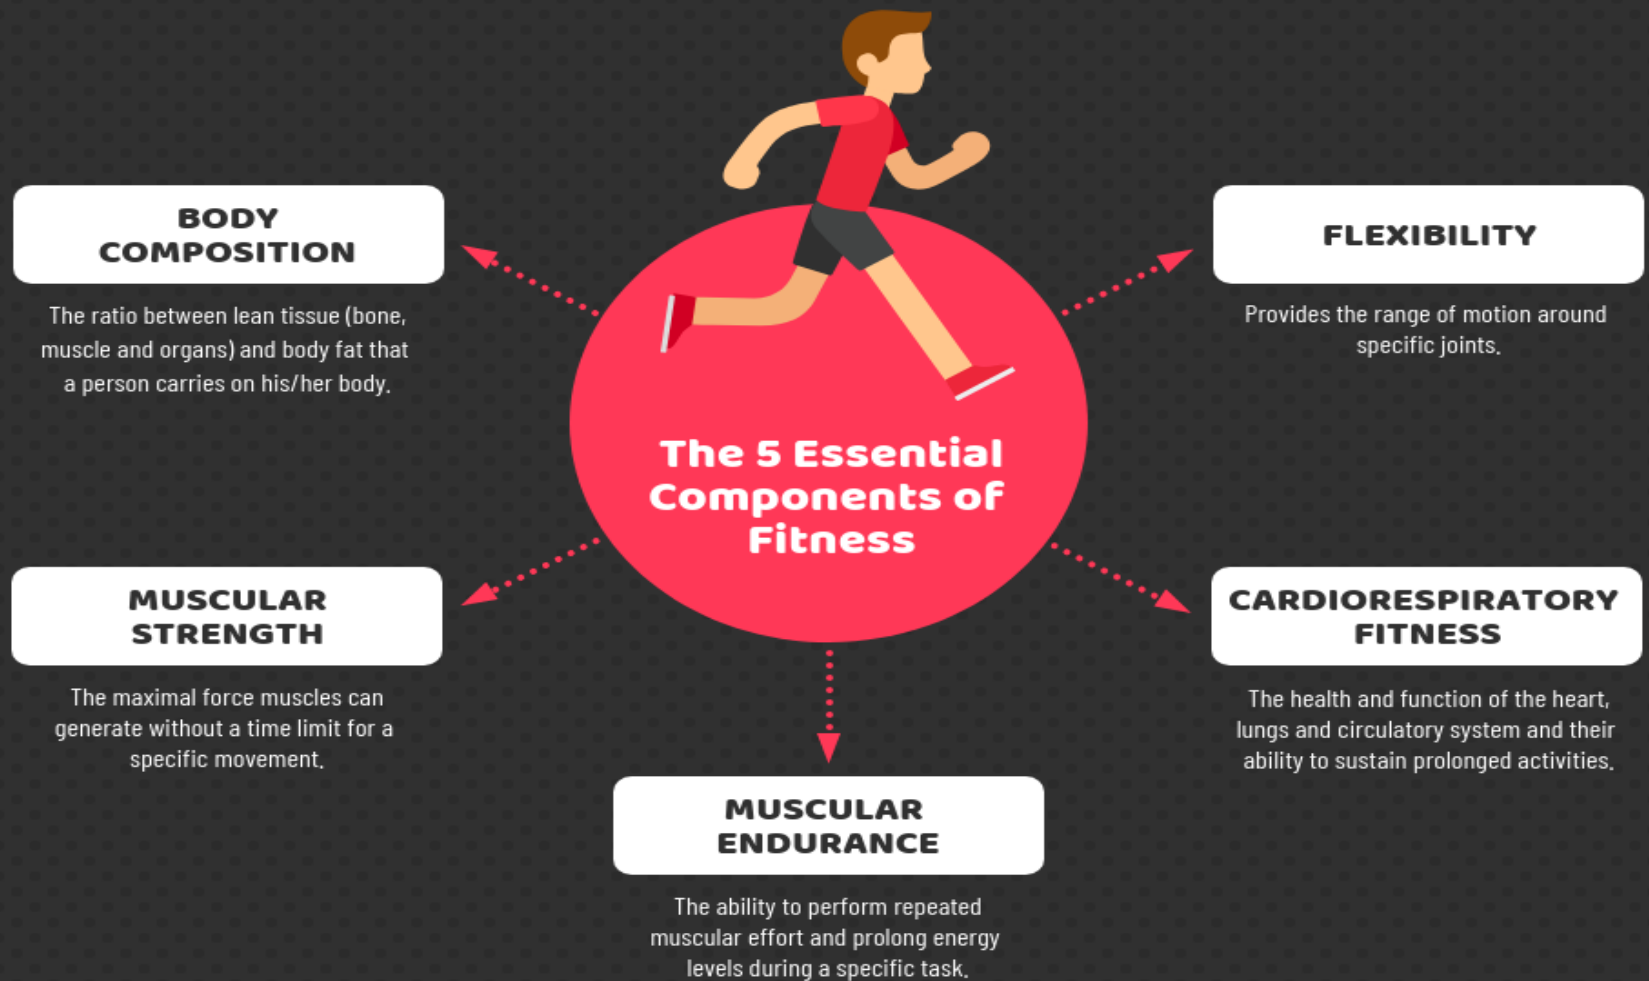 BODY
COMPOSITION
The ratio between lean tissue (bone,
muscle and organs) and body fat that
a person carries on his/her body.
FLEXIBILITY
Provides the range of motion around
specific joints.
The 5 Essential
Components of
Fitness
MUSCULAR
STRENGTH
The maximal force muscles can
generate without a time limit for a
specific movement.
CARDIORESPIRATORY
FITNESS
The health and function of the heart,
lungs and circulatory system and their
ability to sustain prolonged activities.
MUSCULAR
ENDURANCE
The ability to perform repeated
muscular effort and prolong energy
levels during a specific task.